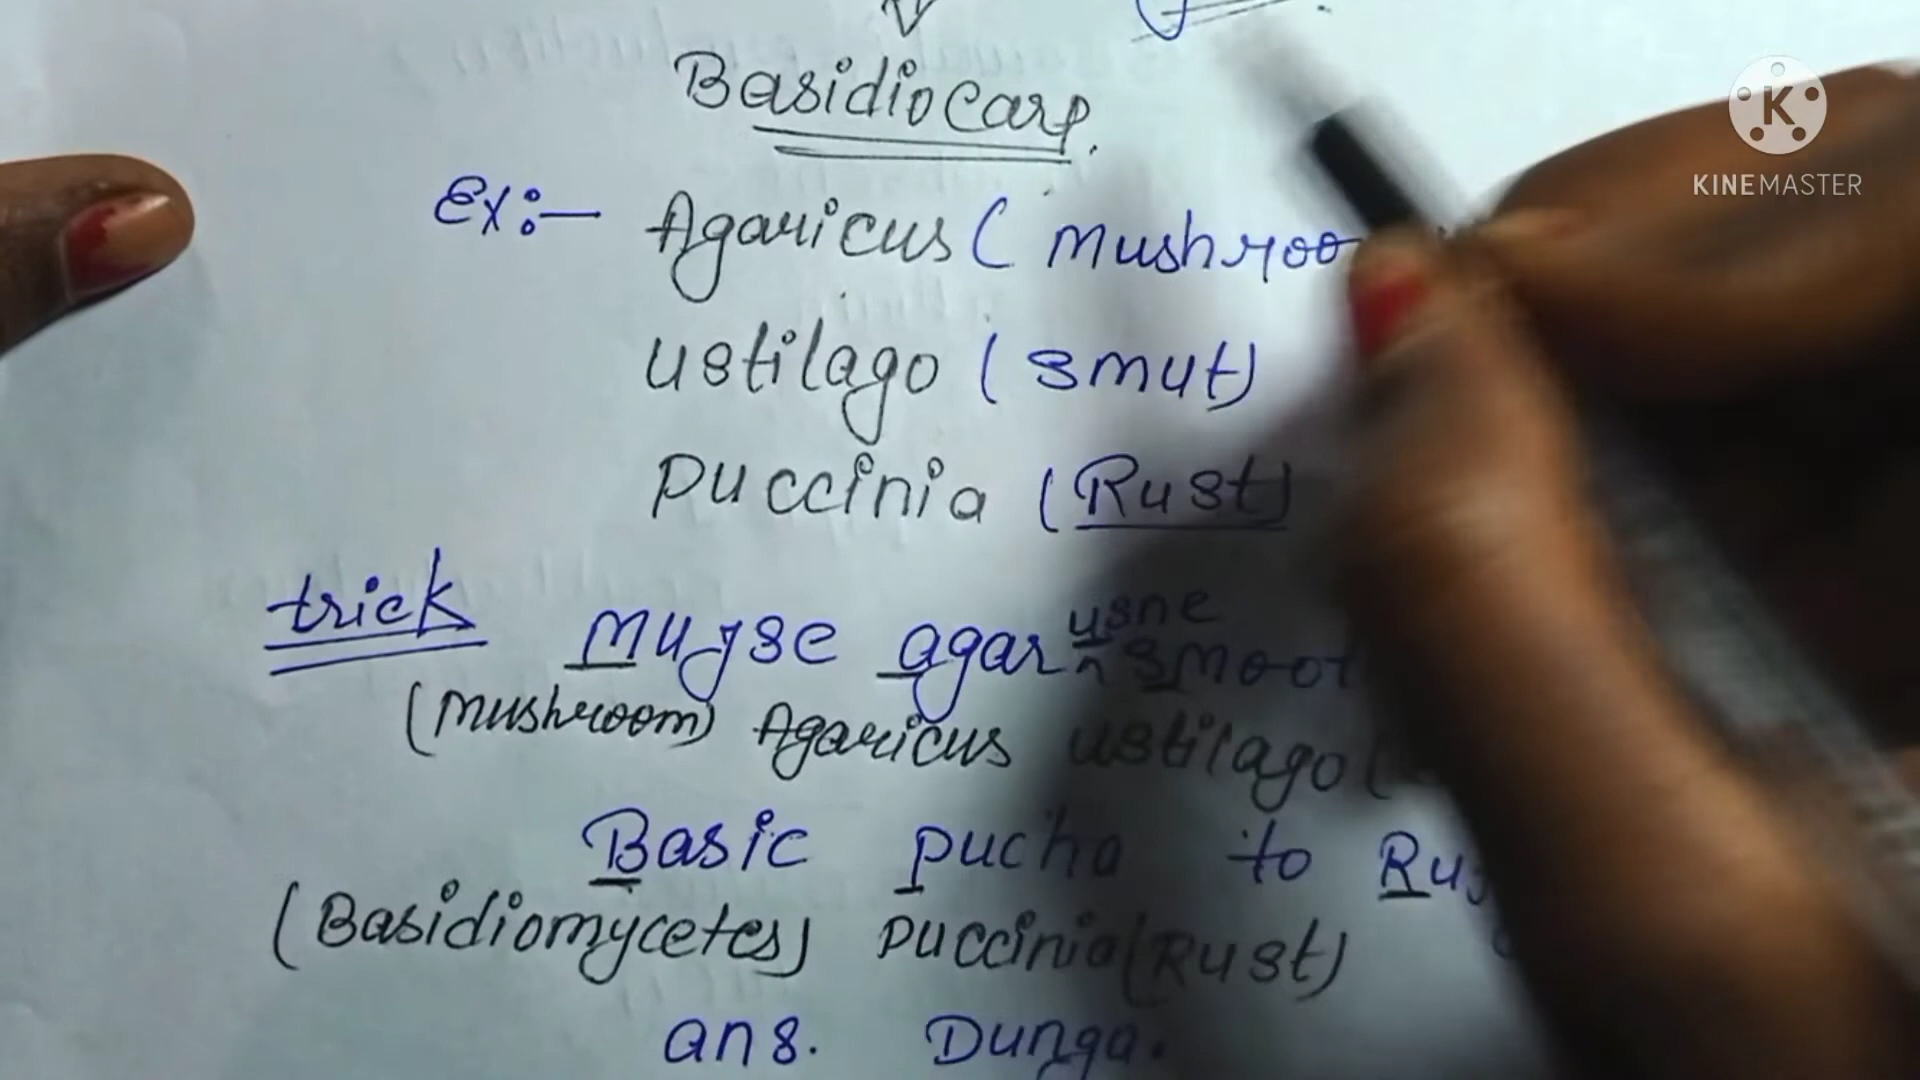 Basidiocarp.
Ex:- Agaricus ( Mushroo
Ustilago ( Smut)
Puccinia (Rust)
trick Mujse agar usne smoot
(Mushroom) Agaricus Ustilago (
Basic pucha to Rus
(Basidiomycetes) Puccinia (Rust)
ans. Dunga.
KINEMASTER